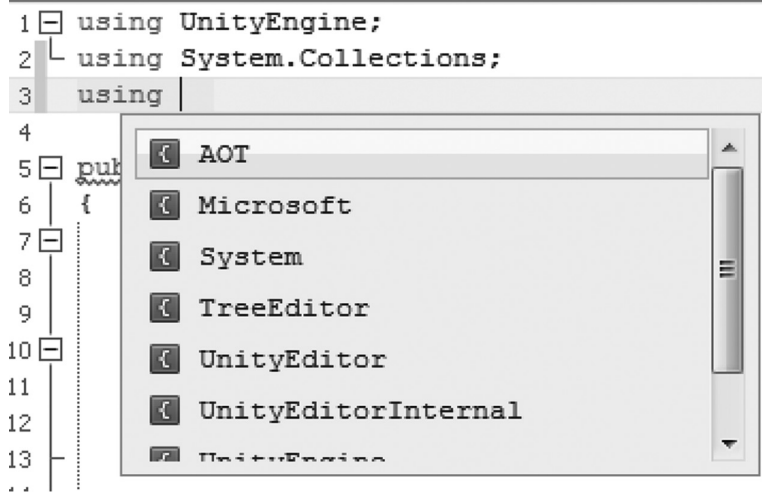 1 using UnityEngine;
2 using System.Collections;
3 using
4
5 pub
6 {
7
8
9
10
11
12
13
AOT
Microsoft
System
TreeEditor
UnityEditor
UnityEditorInternal
UnityEngine